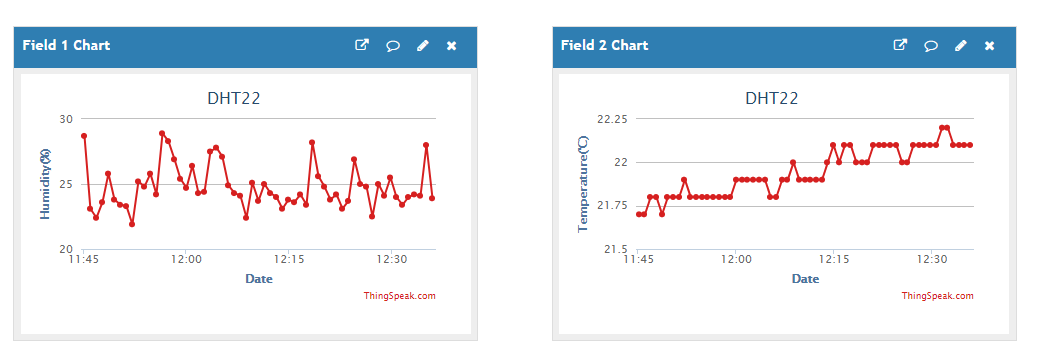 Field 1 Chart
DHT22
Humidity(%)
30
25
20
11:45
12:00
12:15
12:30
Date
ThingSpeak.com
Field 2 Chart
DHT22
Temperature(℃)
22.25
22
21.75
21.5
11:45
12:00
12:15
12:30
Date
ThingSpeak.com